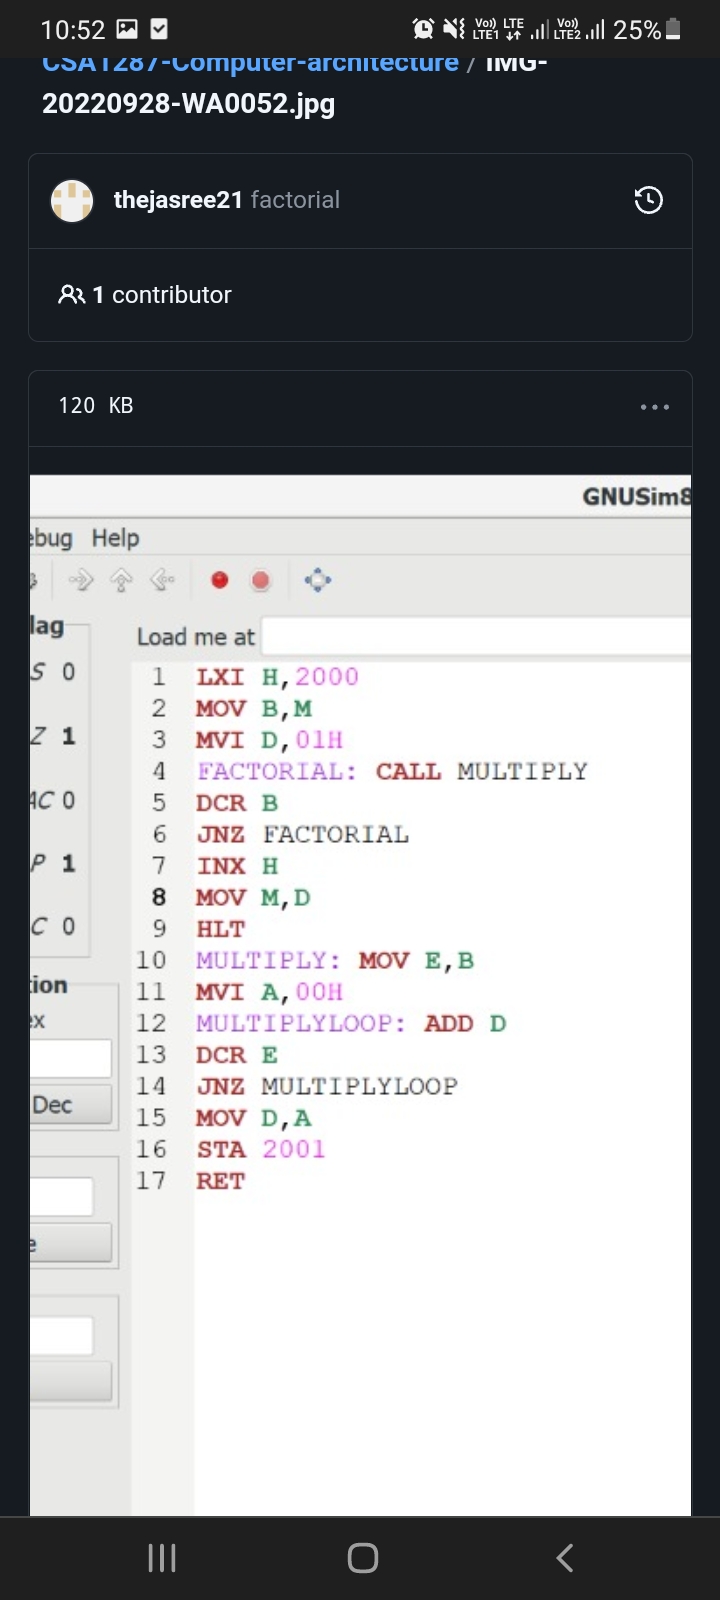 10:52 Vo)) LTE1 LTE Vo)) LTE2 25%
CSA1287-Computer-architecture / IMG-
20220928-WA0052.jpg
thejasree21 factorial
1 contributor
120 KB
GNUSim8
ebug Help
lag
Load me at
S 0
Z 1
AC 0
P 1
C 0
tion
ex
Dec
e
1 LXI H,2000
2 MOV B,M
3 MVI D,01H
4 FACTORIAL: CALL MULTIPLY
5 DCR B
6 JNZ FACTORIAL
7 INX H
8 MOV M,D
9 HLT
10 MULTIPLY: MOV E,B
11 MVI A,00H
12 MULTIPLYLOOP: ADD D
13 DCR E
14 JNZ MULTIPLYLOOP
15 MOV D,A
16 STA 2001
17 RET